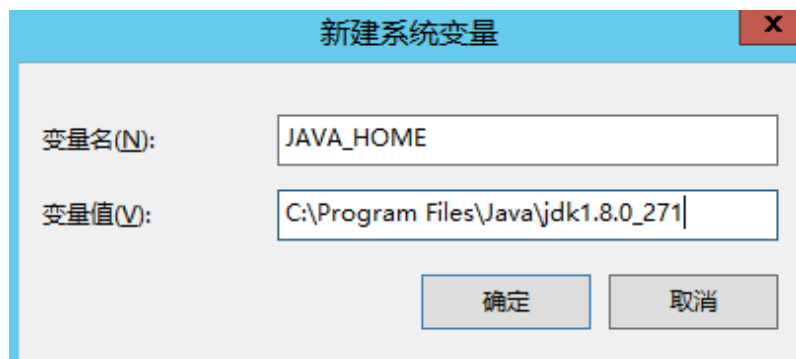 新建系统变量
x
变量名(N): JAVA_HOME
变量值(V): C:\Program Files\Java\jdk1.8.0_271
确定 取消